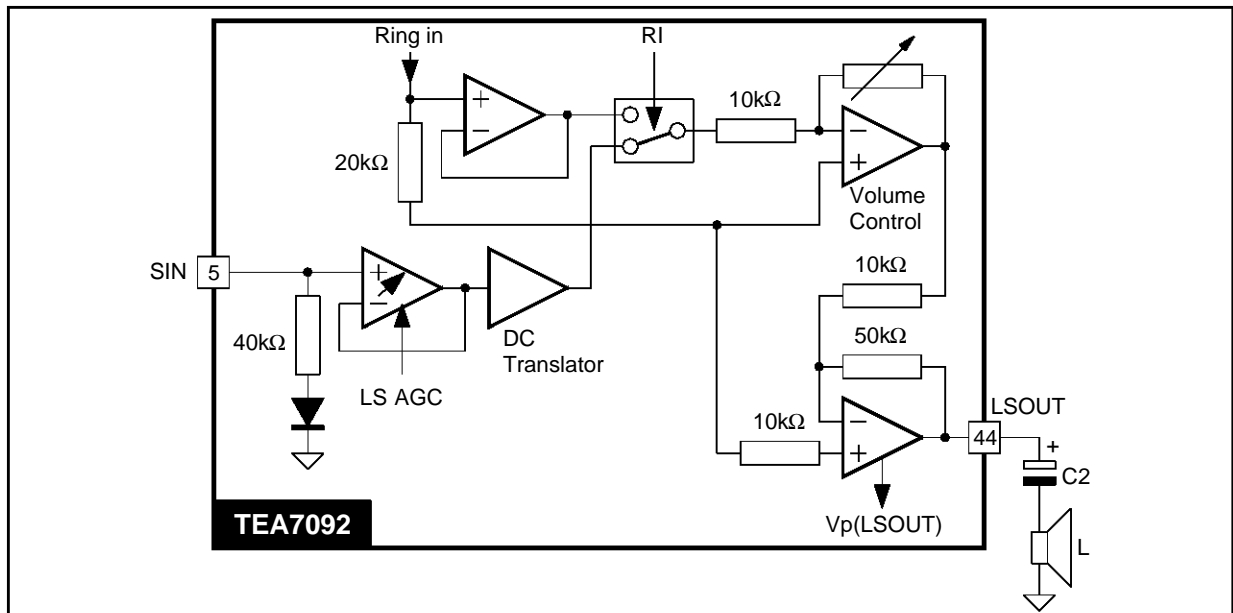 Ring in
RI
10kΩ
+
−
20kΩ
−
+
Volume
Control
SIN
5
+
−
10kΩ
40kΩ
DC
Translator
50kΩ
LS AGC
LSOUT
10kΩ
−
+
44
+
C2
TEA7092
Vp(LSOUT)
L